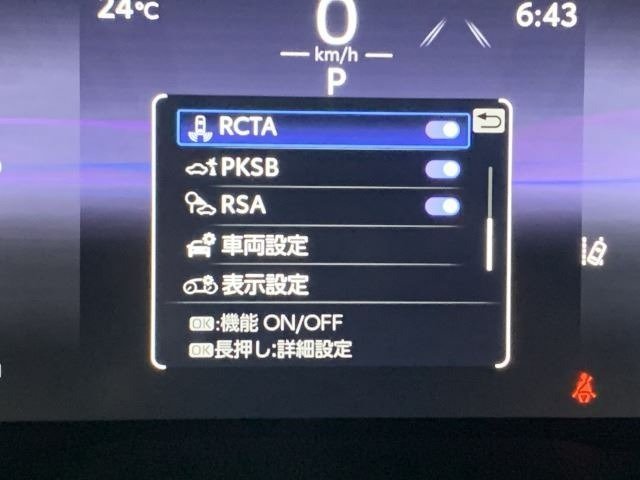 24℃
0
6:43
km/h
P
RCTA
PKSB
RSA
車両設定
表示設定
OK:機能 ON/OFF
OK長押し:詳細設定